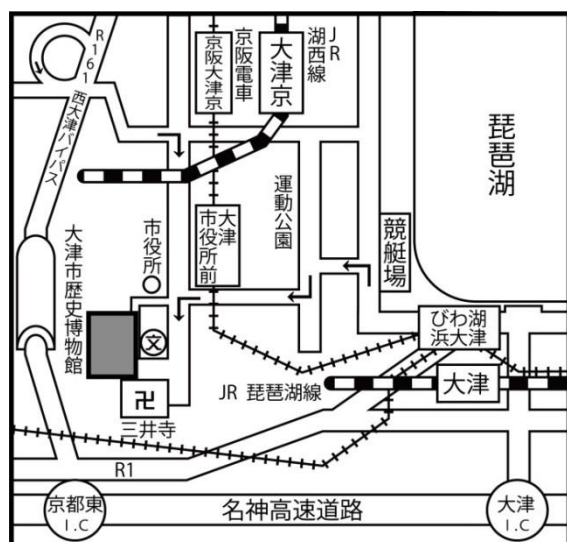 R161
西大津バイパス
京阪大津京
京阪電車
大津京
JR
湖西線
琵琶湖
運動公園
競艇場
市役所
大津
市役所前
大津市歴史博物館
文
卍
三井寺
びわ湖
浜大津
JR 琵琶湖線
大津
R1
京都東
I.C
名神高速道路
大津
I.C